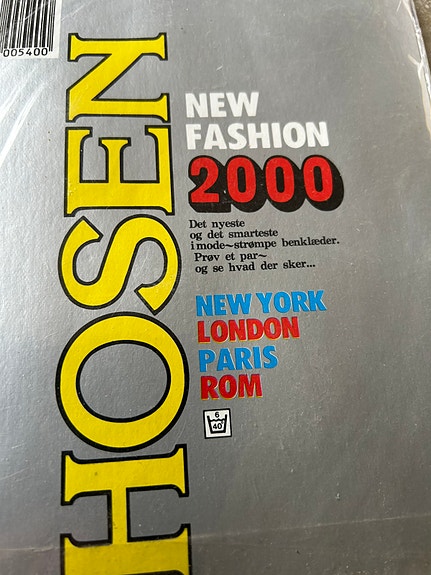 005400
HOSEN
NEW
FASHION
2000
Det nyeste
og det smarteste
i mode~strømpe benklæder.
Prøv et par~
og se hvad der sker...
NEW YORK
LONDON
PARIS
ROM
6
40